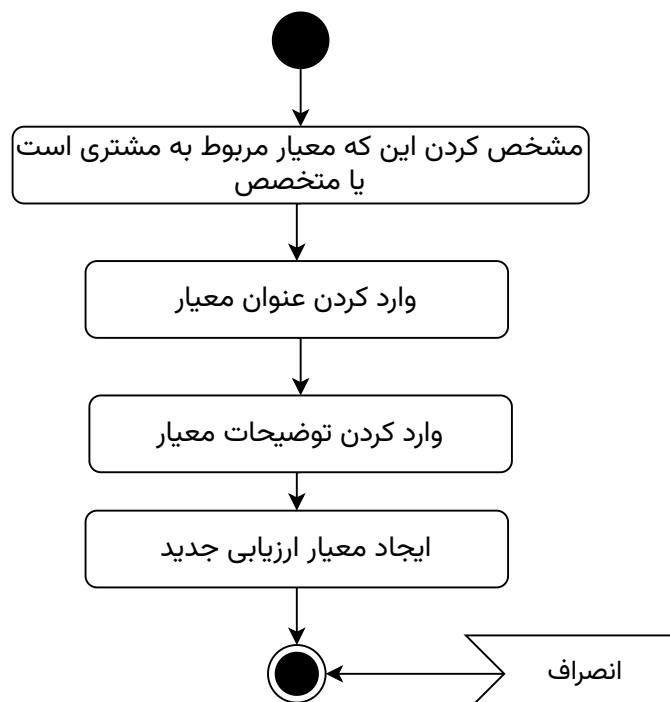 مشخص کردن این که معیار مربوط به مشتری است
یا متخصص
وارد کردن عنوان معیار
وارد کردن توضیحات معیار
ایجاد معیار ارزیابی جدید
انصراف